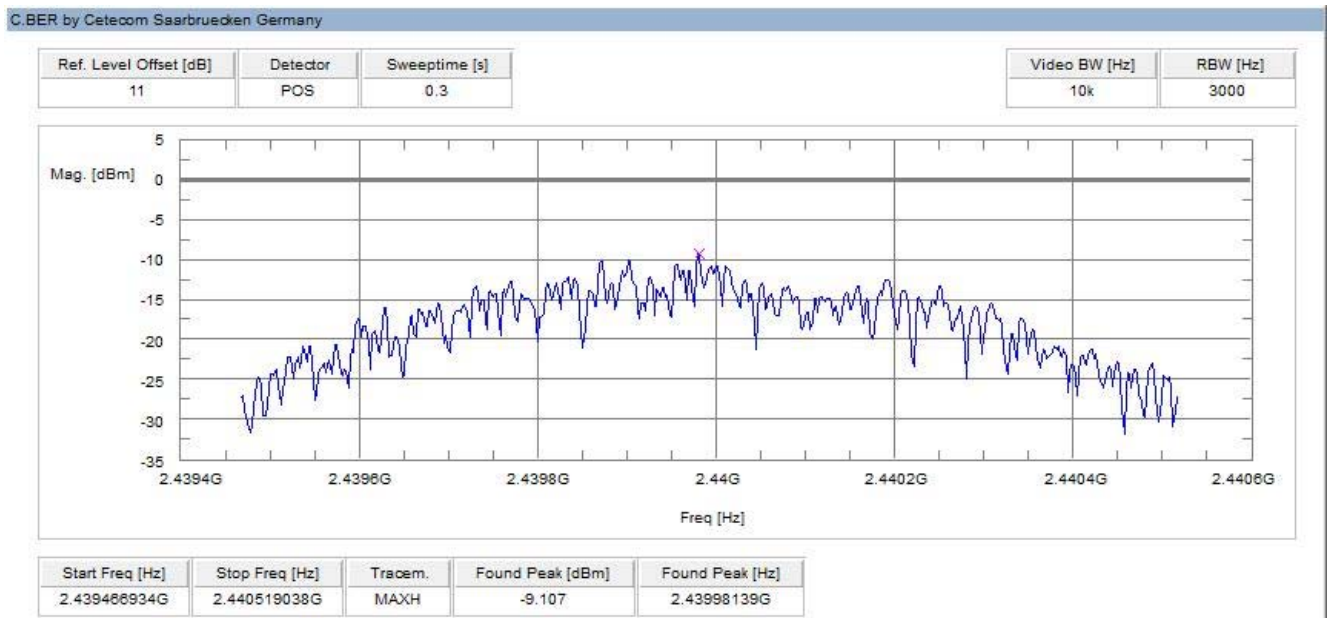 C.BER by Cetecom Saarbruecken Germany
Ref. Level Offset [dB] Detector Sweeptime [s] Video BW [Hz] RBW [Hz]
11 POS 0.3 10k 3000
5
Mag. [dBm] 0
-5
-10
-15
-20
-25
-30
-35
2.4394G 2.4396G 2.4398G 2.44G 2.4402G 2.4404G 2.4406G
Freq [Hz]
Start Freq [Hz] Stop Freq [Hz] Tracem. Found Peak [dBm] Found Peak [Hz]
2.439466934G 2.440519038G MAXH -9.107 2.43998139G